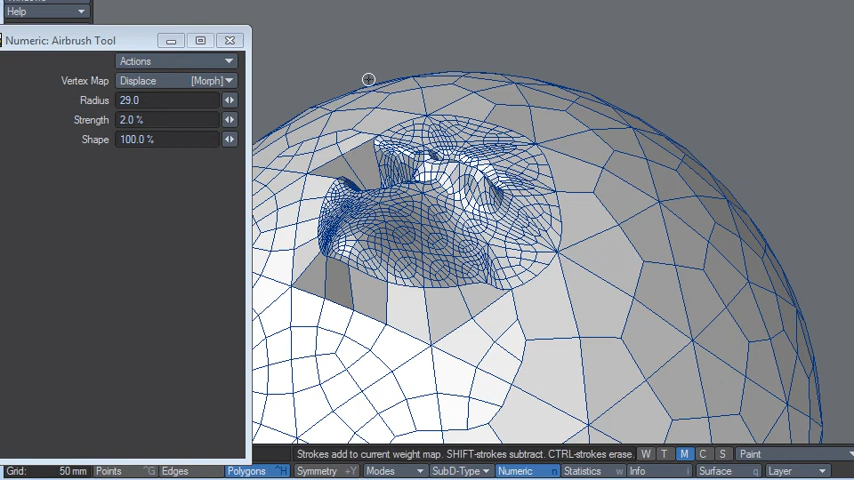 Help
Numeric: Airbrush Tool
Actions
Vertex Map Displace [Morph]
Radius 29.0
Strength 2.0 %
Shape 100.0 %
Strokes add to current weight map. SHIFT-strokes subtract. CTRL-strokes erase. W T M C S Paint
Grid: 50 mm Points ^G Edges Polygons ^H Symmetry +Y Modes SubD-Type Numeric n Statistics w Info i Surface q Layer